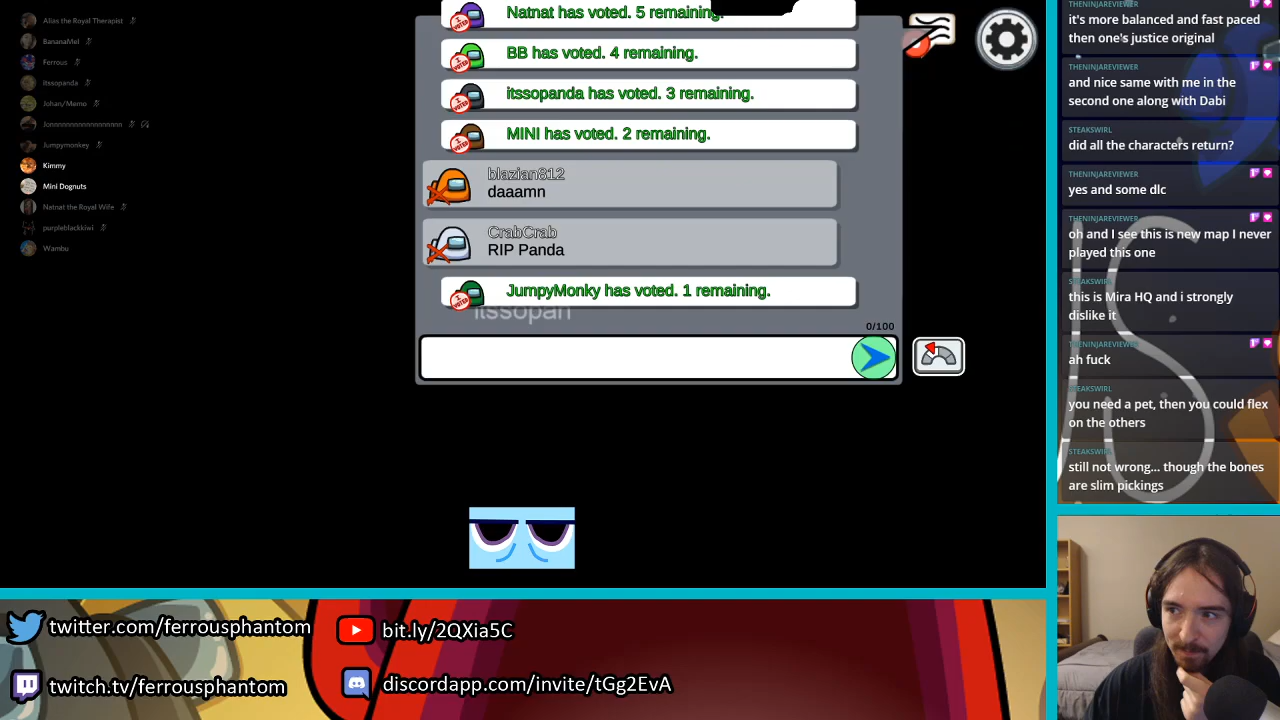 Alias the Royal Therapist
BananaMel
Ferrous
itssopanda
Johan/Memo
Jonnnnnnnnnnnnnnnnn
Jumpymonkey
Kimmy
Mini Dognuts
Natnat the Royal Wife
purpleblackkiwi
Wambu
Natnat has voted. 5 remaining.
BB has voted. 4 remaining.
itssopanda has voted. 3 remaining.
MINI has voted. 2 remaining.
blazian812
daaamn
CrabCrab
RIP Panda
JumpyMonky has voted. 1 remaining.
itssopan
0/100
THENINJAREVIEWER
it's more balanced and fast paced
then one's justice original
THENINJAREVIEWER
and nice same with me in the
second one along with Dabi
STEAKSWIRL
did all the characters return?
THENINJAREVIEWER
yes and some dlc
THENINJAREVIEWER
oh and I see this is new map I never
played this one
STEAKSWIRL
this is Mira HQ and i strongly
dislike it
THENINJAREVIEWER
ah fuck
STEAKSWIRL
you need a pet, then you could flex
on the others
STEAKSWIRL
still not wrong... though the bones
are slim pickings
twitter.com/ferrousphantom
bit.ly/2QXia5C
twitch.tv/ferrousphantom
discordapp.com/invite/tGg2EvA